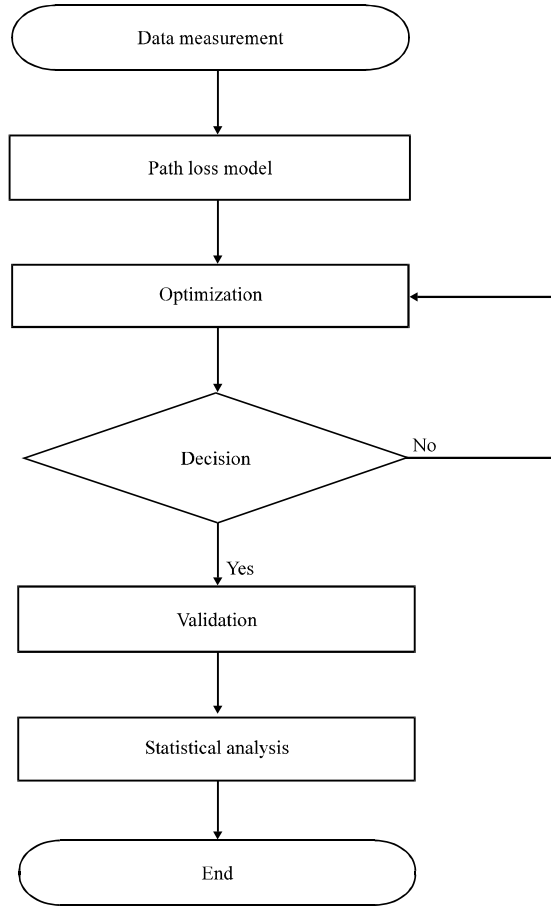 Data measurement
Path loss model
Optimization
Decision
No
Yes
Validation
Statistical analysis
End